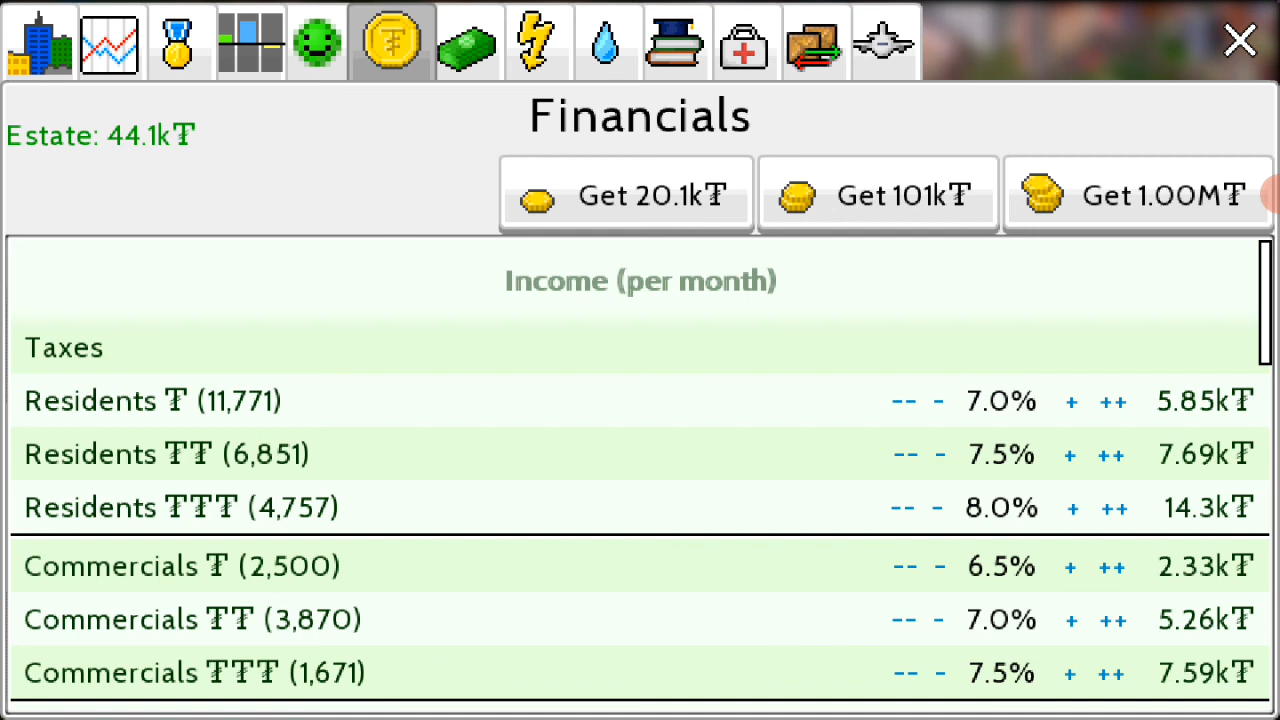 Financials
Estate: 44.1kŦ
Get 20.1kŦ
Get 101kŦ
Get 1.00MŦ
Income (per month)
Taxes
Residents Ŧ (11,771) -- - 7.0% + ++ 5.85kŦ
Residents ŦŦ (6,851) -- - 7.5% + ++ 7.69kŦ
Residents ŦŦŦ (4,757) -- - 8.0% + ++ 14.3kŦ
Commercials Ŧ (2,500) -- - 6.5% + ++ 2.33kŦ
Commercials ŦŦ (3,870) -- - 7.0% + ++ 5.26kŦ
Commercials ŦŦŦ (1,671) -- - 7.5% + ++ 7.59kŦ